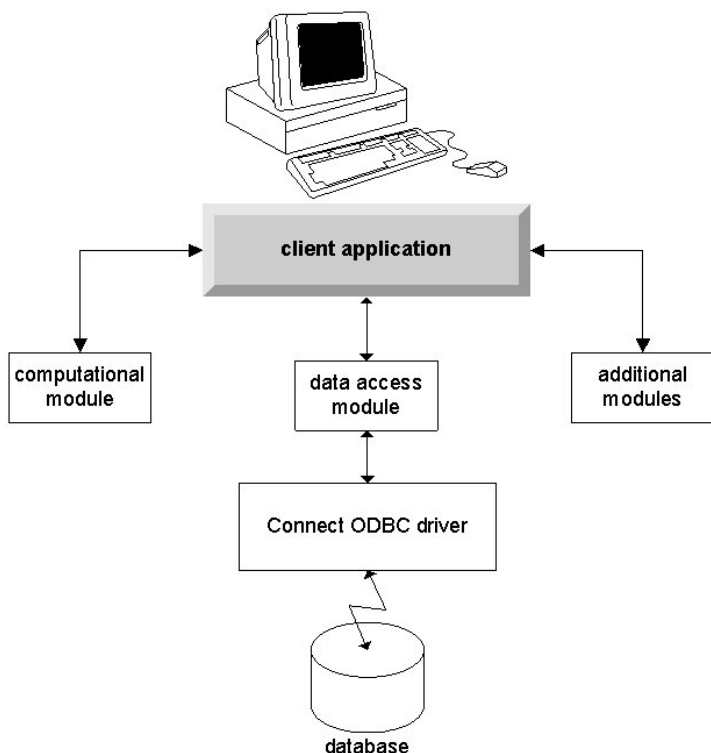 client application
computational
module
data access
module
additional
modules
Connect ODBC driver
database